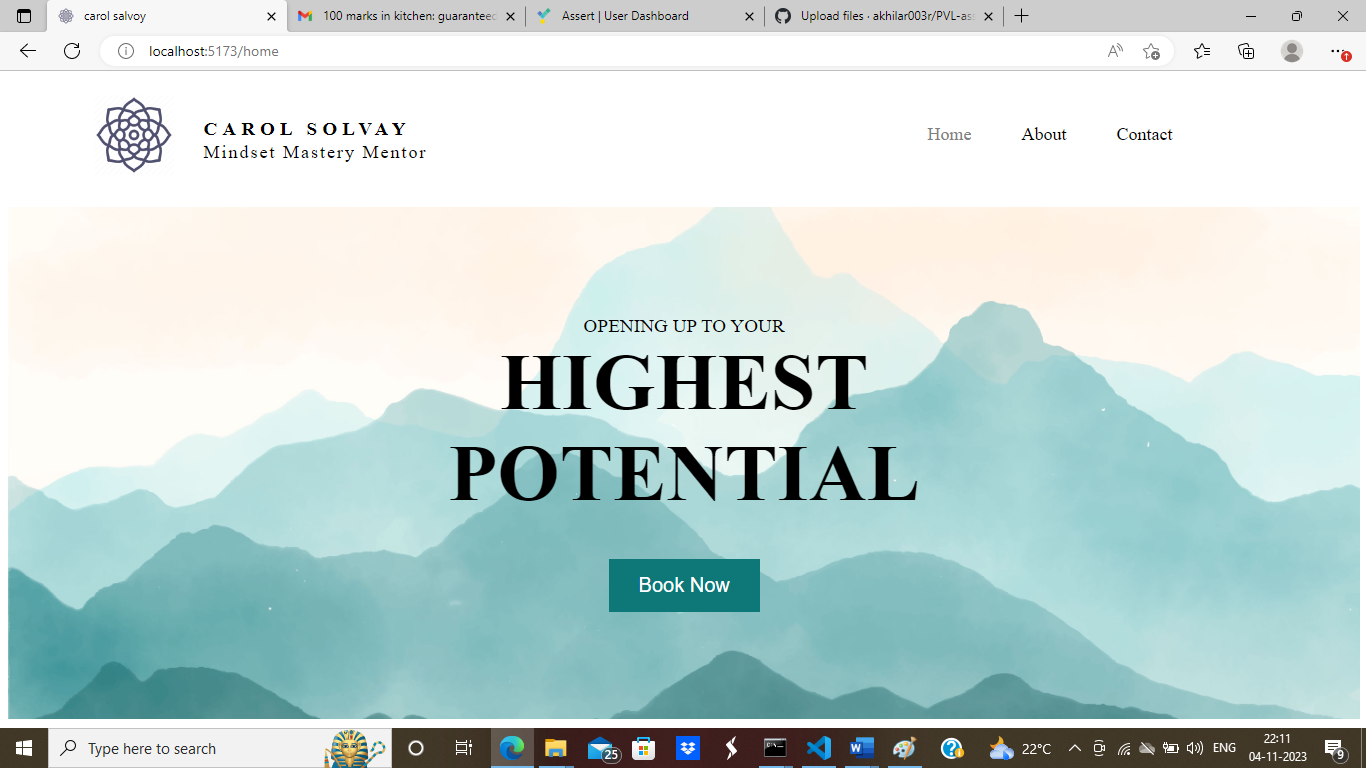 carol salvoy
100 marks in kitchen: guaranteed
Assert | User Dashboard
Upload files · akhilar003r/PVL-ass
localhost:5173/home
CAROL SOLVAY
Mindset Mastery Mentor
Home
About
Contact
OPENING UP TO YOUR
HIGHEST
POTENTIAL
Book Now
Type here to search
25
22°C
ENG
22:11
04-11-2023
9